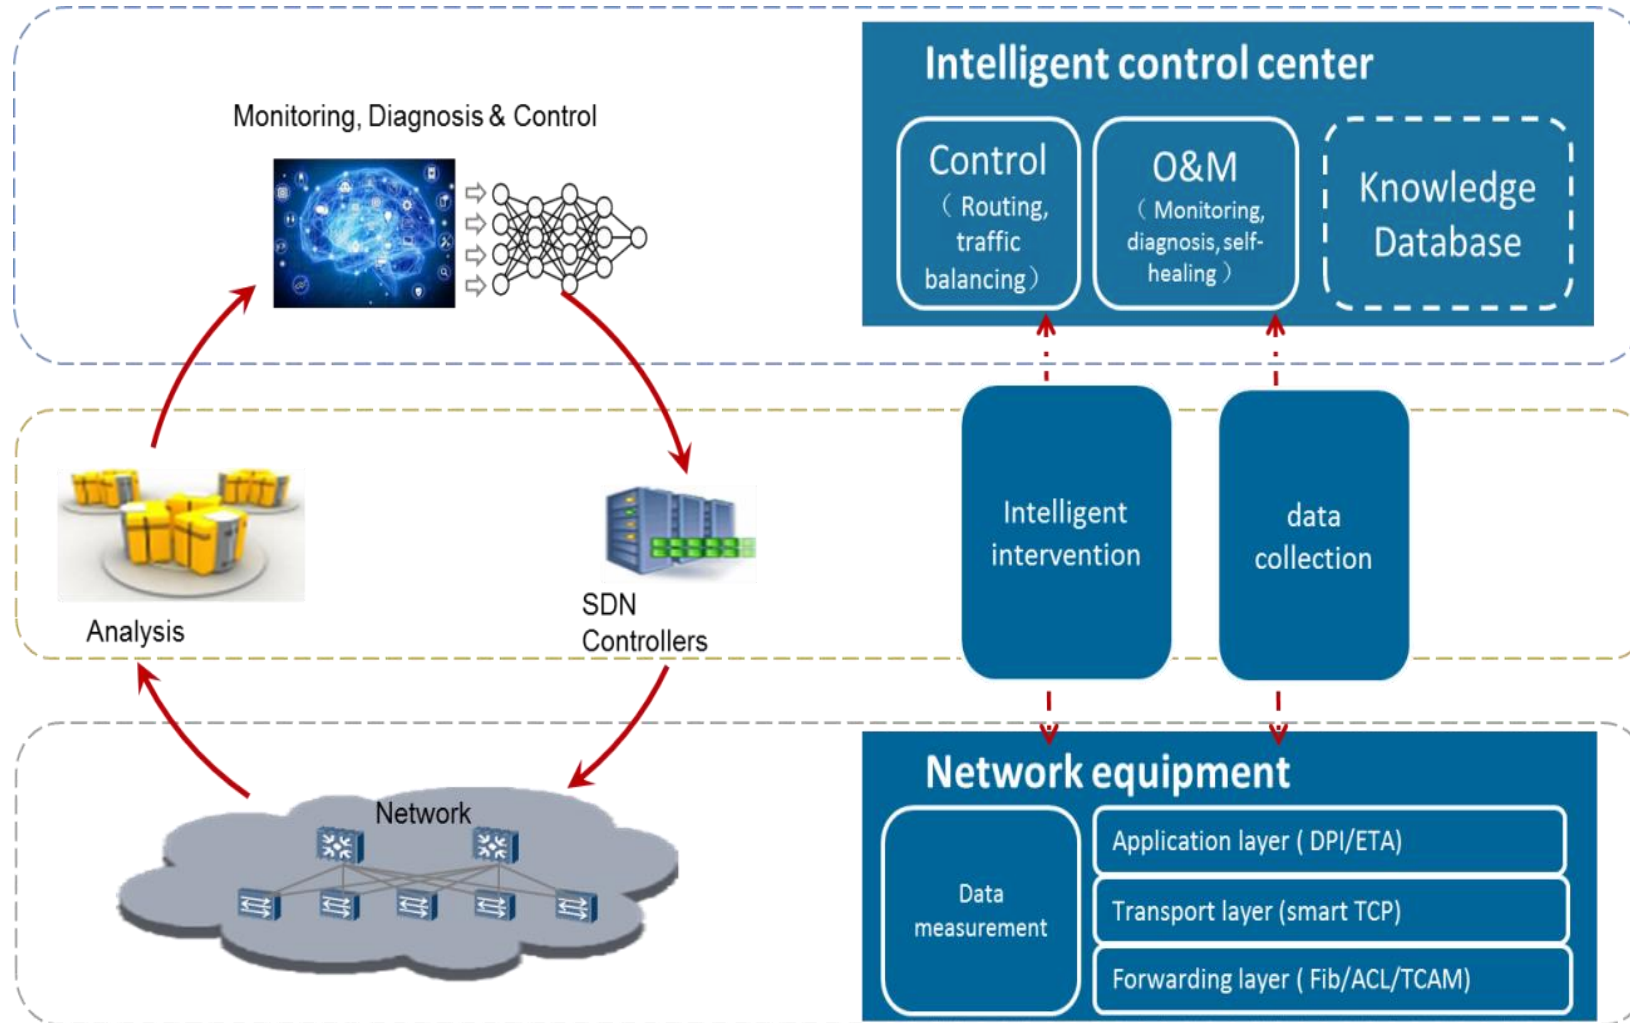 Monitoring, Diagnosis & Control
Analysis
SDN
Controllers
Network
Intelligent control center
Control
（ Routing,
traffic
balancing）
O&M
（ Monitoring,
diagnosis, self-
healing ）
Knowledge
Database
Intelligent
intervention
data
collection
Network equipment
Data
measurement
Application layer ( DPI/ETA)
Transport layer (smart TCP)
Forwarding layer ( Fib/ACL/TCAM)